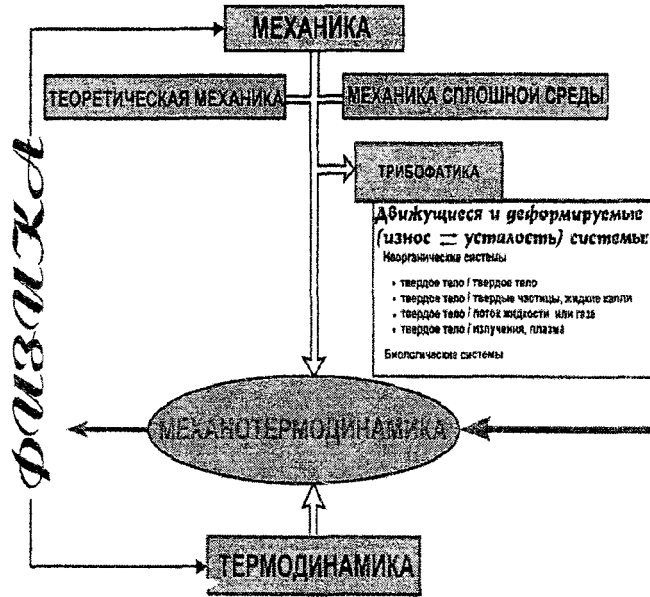 МЕХАНИКА
ТЕОРЕТИЧЕСКАЯ МЕХАНИКА
МЕХАНИКА СПЛОШНОЙ СРЕДЫ
ТРИБОФАТИКА
Движущиеся и деформируемые
(износ ⇄ усталость) системы:
Неорганические системы
• твердое тело / твердое тело
• твердое тело / твердые частицы, жидкие капли
• твердое тело / поток жидкости или газа
• твердое тело / излучения, плазма
Биологические системы
ФИЗИКА
МЕХАНОТЕРМОДИНАМИКА
ТЕРМОДИНАМИКА